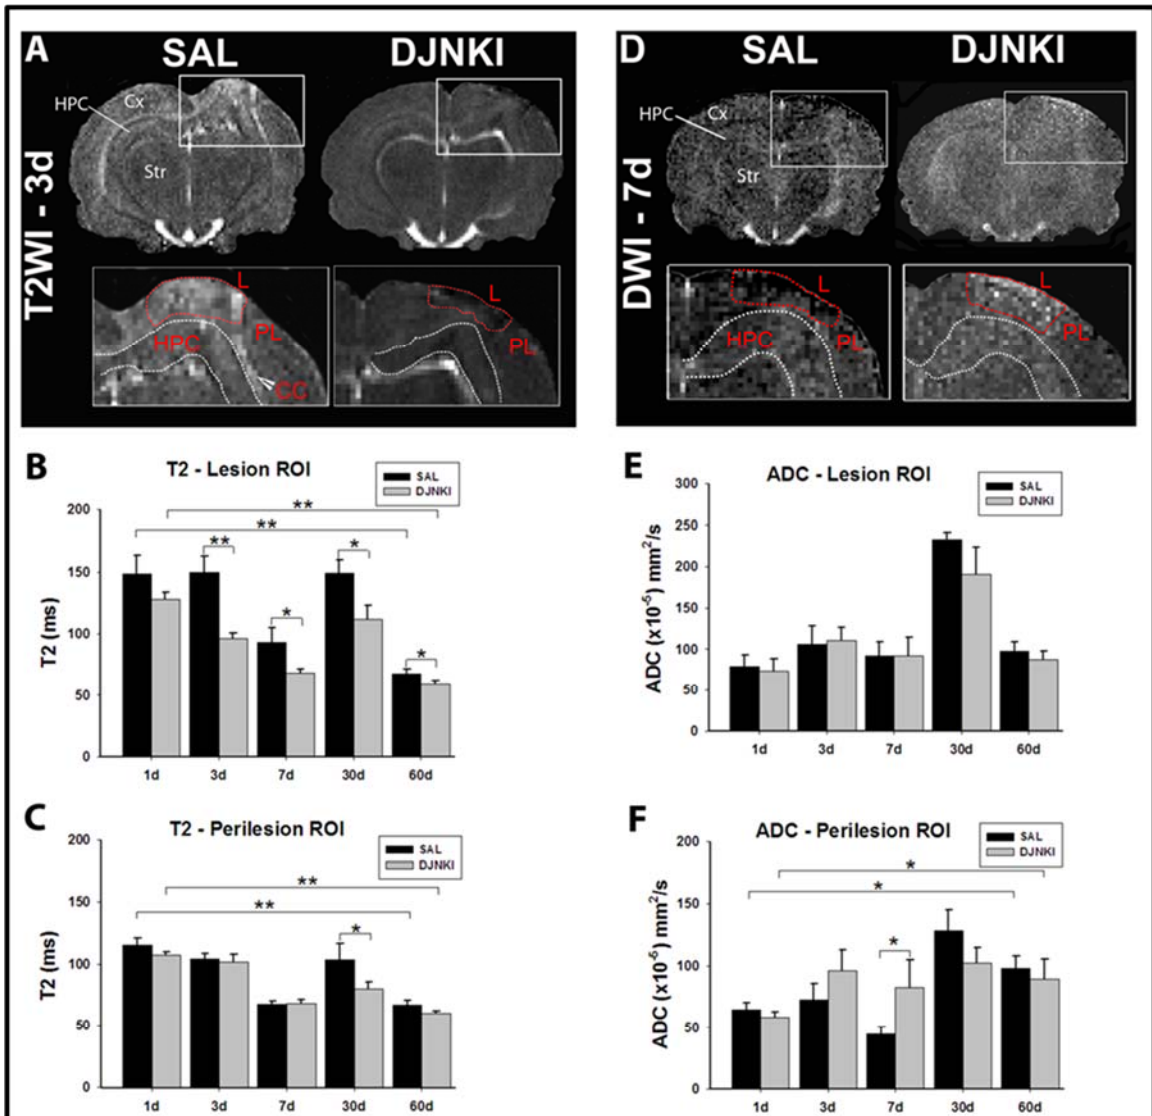 A
SAL
DJNKI
T2WI - 3d
HPC
Cx
Str
L
HPC
PL
CC
L
PL
D
SAL
DJNKI
DWI - 7d
HPC
Cx
Str
L
HPC
PL
L
PL
B
T2 - Lesion ROI
SAL
DJNKI
T2 (ms)
200
150
100
50
0
**
**
**
*
*
*
1d 3d 7d 30d 60d
E
ADC - Lesion ROI
SAL
DJNKI
ADC (x10⁻⁵) mm²/s
300
250
200
150
100
50
0
1d 3d 7d 30d 60d
C
T2 - Perilesion ROI
SAL
DJNKI
T2 (ms)
200
150
100
50
0
**
**
*
1d 3d 7d 30d 60d
F
ADC - Perilesion ROI
SAL
DJNKI
ADC (x10⁻⁵) mm²/s
200
150
100
50
0
*
*
*
1d 3d 7d 30d 60d